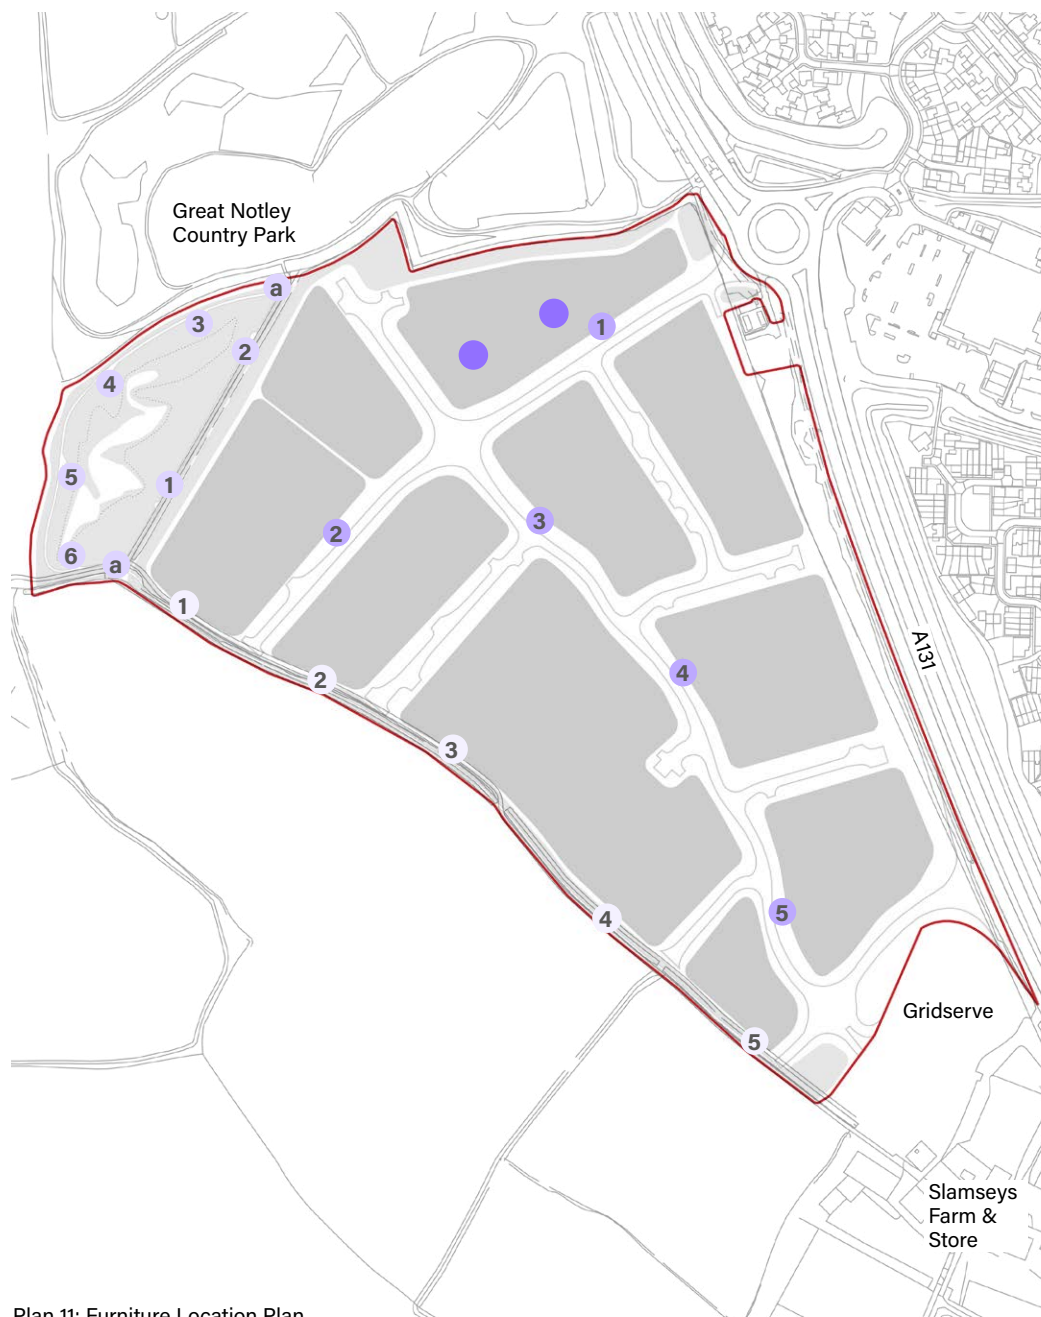 Great Notley
Country Park
a
3
2
1
4
5
1
2
3
6
a
1
2
4
3
A131
4
5
5
Gridserve
Slamseys
Farm &
Store
Plan 11: Furniture Location Plan